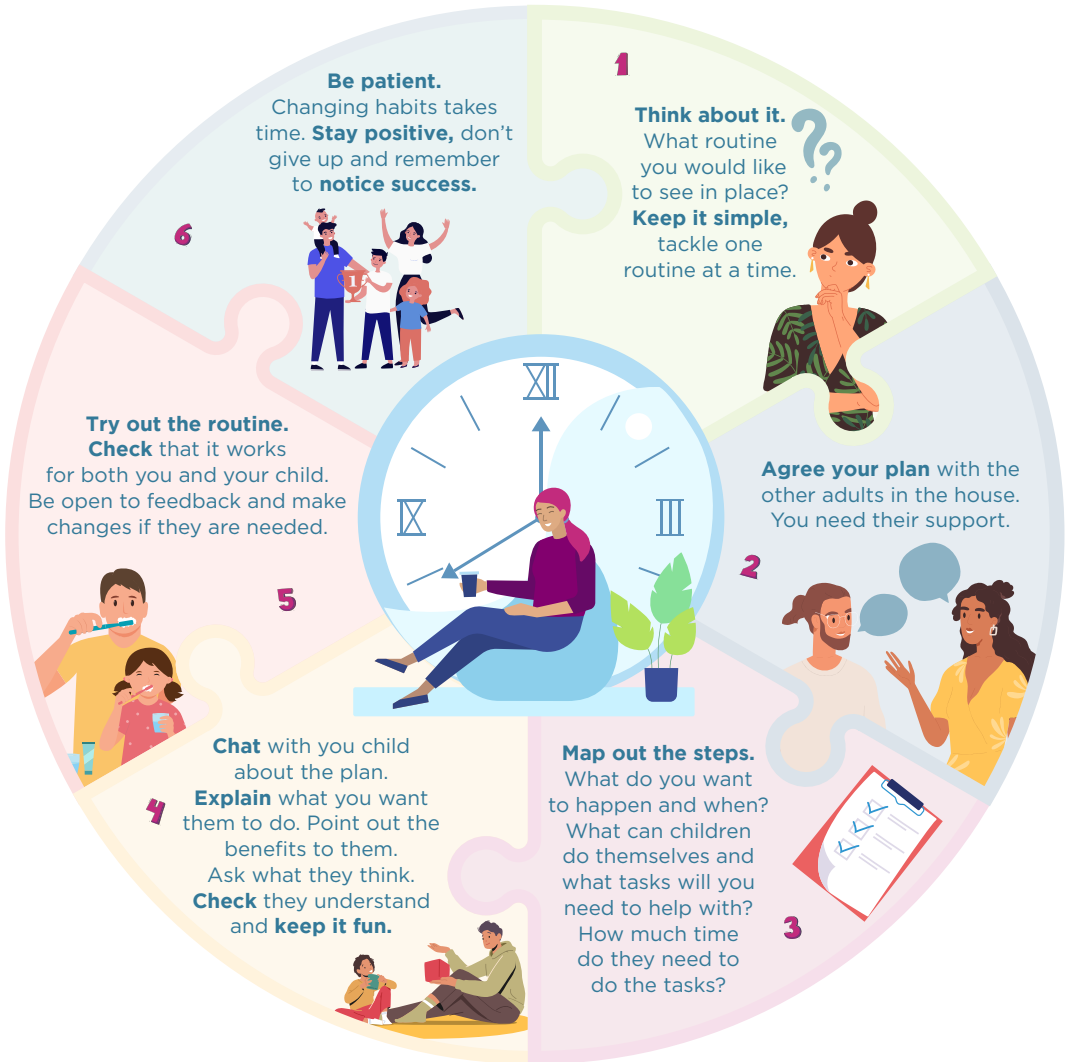 1
Think about it.
What routine
you would like
to see in place?
Keep it simple,
tackle one
routine at a time.
Agree your plan with the
other adults in the house.
You need their support.
2
Map out the steps.
What do you want
to happen and when?
What can children
do themselves and
what tasks will you
need to help with?
How much time
do they need to
do the tasks?
3
Chat with you child
about the plan.
Explain what you want
them to do. Point out the
benefits to them.
Ask what they think.
Check they understand
and keep it fun.
4
Try out the routine.
Check that it works
for both you and your child.
Be open to feedback and make
changes if they are needed.
5
Be patient.
Changing habits takes
time. Stay positive, don’t
give up and remember
to notice success.
6
1
XII
III
IX